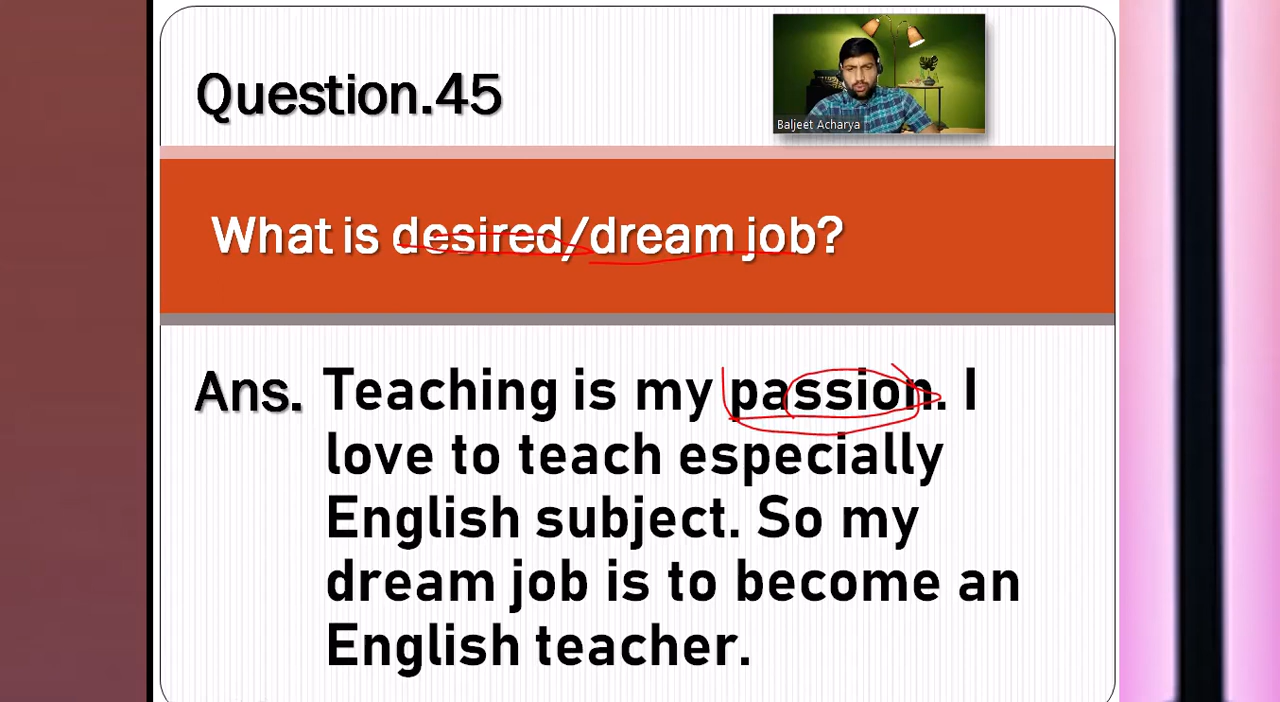 Question.45
Baljeet Acharya
What is desired/dream job?
Ans. Teaching is my passion. I
love to teach especially
English subject. So my
dream job is to become an
English teacher.